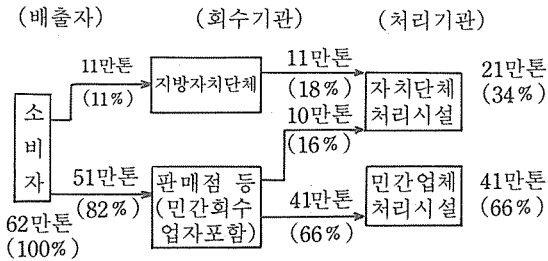 (배출자) (회수기관) (처리기관)
11만톤
(11%)
지방자치단체
11만톤
(18%)
자치단체
처리시설
21만톤
(34%)
소
비
자
10만톤
(16%)
51만톤
(82%)
판매점 등
(민간회수
업자포함)
41만톤
(66%)
민간업체
처리시설
41만톤
(66%)
62만톤
(100%)